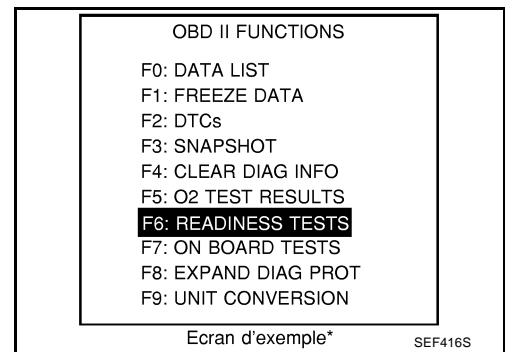 OBD II FUNCTIONS
F0: DATA LIST
F1: FREEZE DATA
F2: DTCs
F3: SNAPSHOT
F4: CLEAR DIAG INFO
F5: O2 TEST RESULTS
F6: READINESS TESTS
F7: ON BOARD TESTS
F8: EXPAND DIAG PROT
F9: UNIT CONVERSION
Ecran d'exemple*
SEF416S